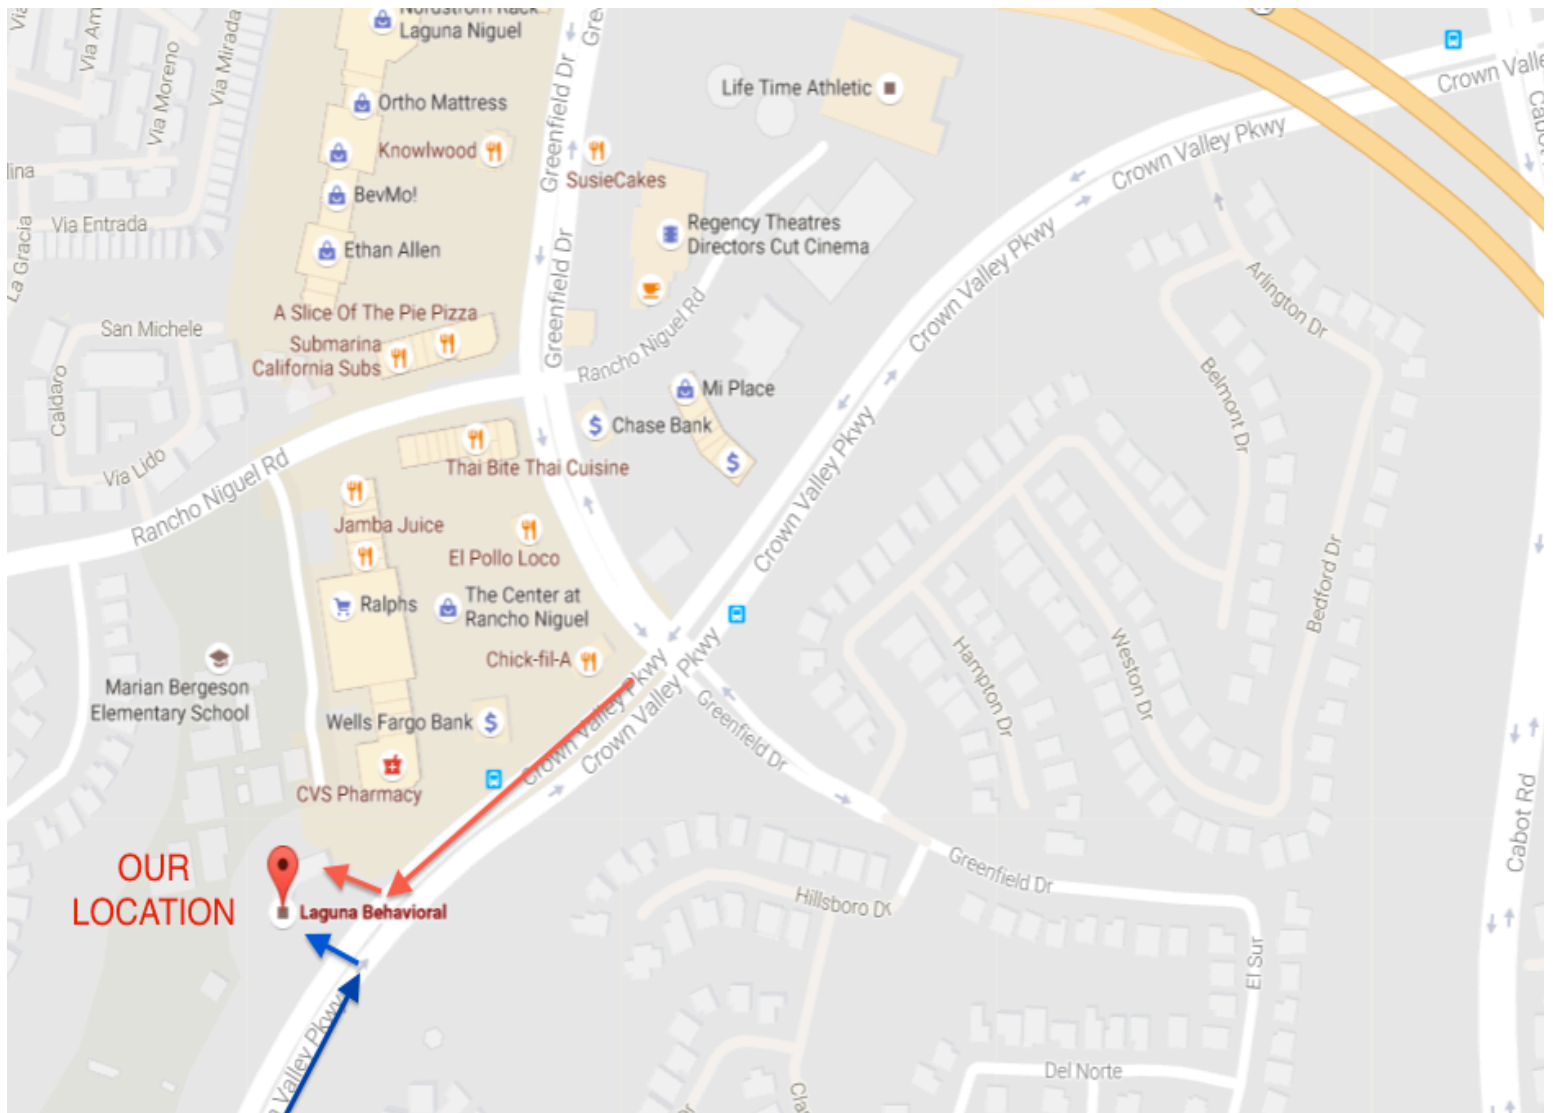 Nordstrom Rack
Laguna Niguel
Greenfield Dr
Via Mirada
Via Moreno
Ortho Mattress
Life Time Athletic
Crown Valley Pkwy
Knowlwood
SusieCakes
BevMo!
Via Entrada
La Gracia
Ethan Allen
Regency Theatres
Directors Cut Cinema
Greenfield Dr
Greenfield Dr
Crown Valley Pkwy
Arlington Dr
A Slice Of The Pie Pizza
San Michele
Submarina
California Subs
Rancho Niguel Rd
Caldaro
Mi Place
Chase Bank
Belmont Dr
Via Lido
Thai Bite Thai Cuisine
Rancho Niguel Rd
Crown Valley Pkwy
Jamba Juice
El Pollo Loco
Ralphs
The Center at
Rancho Niguel
Bedford Dr
Chick-fil-A
Hampton Dr
Weston Dr
Marian Bergeson
Elementary School
Wells Fargo Bank
Crown Valley Pkwy
Crown Valley Pkwy
Greenfield Dr
CVS Pharmacy
Cabot Rd
OUR
LOCATION
Laguna Behavioral
Greenfield Dr
Hillsboro Dr
El Sur
Valley Pkwy
Del Norte